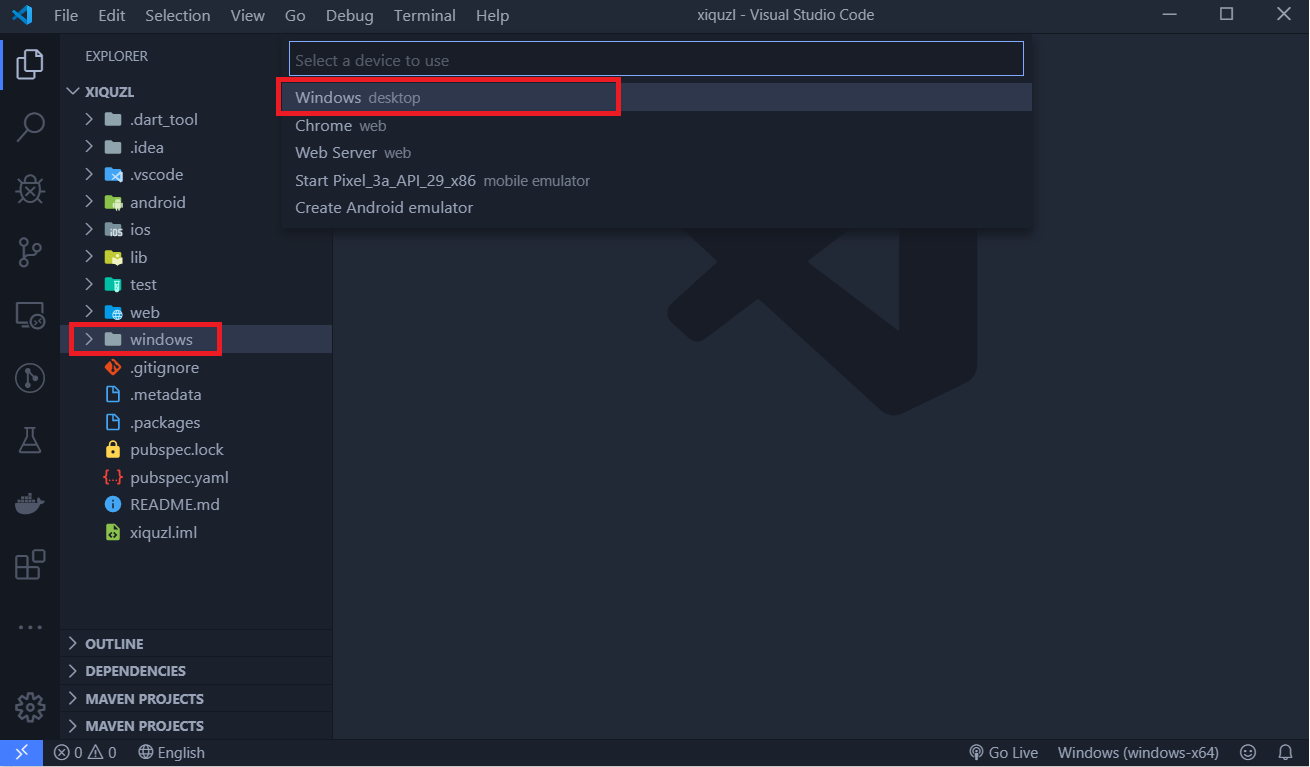 File Edit Selection View Go Debug Terminal Help
xiquzl - Visual Studio Code
EXPLORER
XIQUZL
.dart_tool
.idea
.vscode
android
ios
lib
test
web
windows
.gitignore
.metadata
.packages
pubspec.lock
pubspec.yaml
README.md
xiquzl.iml
OUTLINE
DEPENDENCIES
MAVEN PROJECTS
MAVEN PROJECTS
Select a device to use
Windows desktop
Chrome web
Web Server web
Start Pixel_3a_API_29_x86 mobile emulator
Create Android emulator
0 0 English
Go Live Windows (windows-x64)